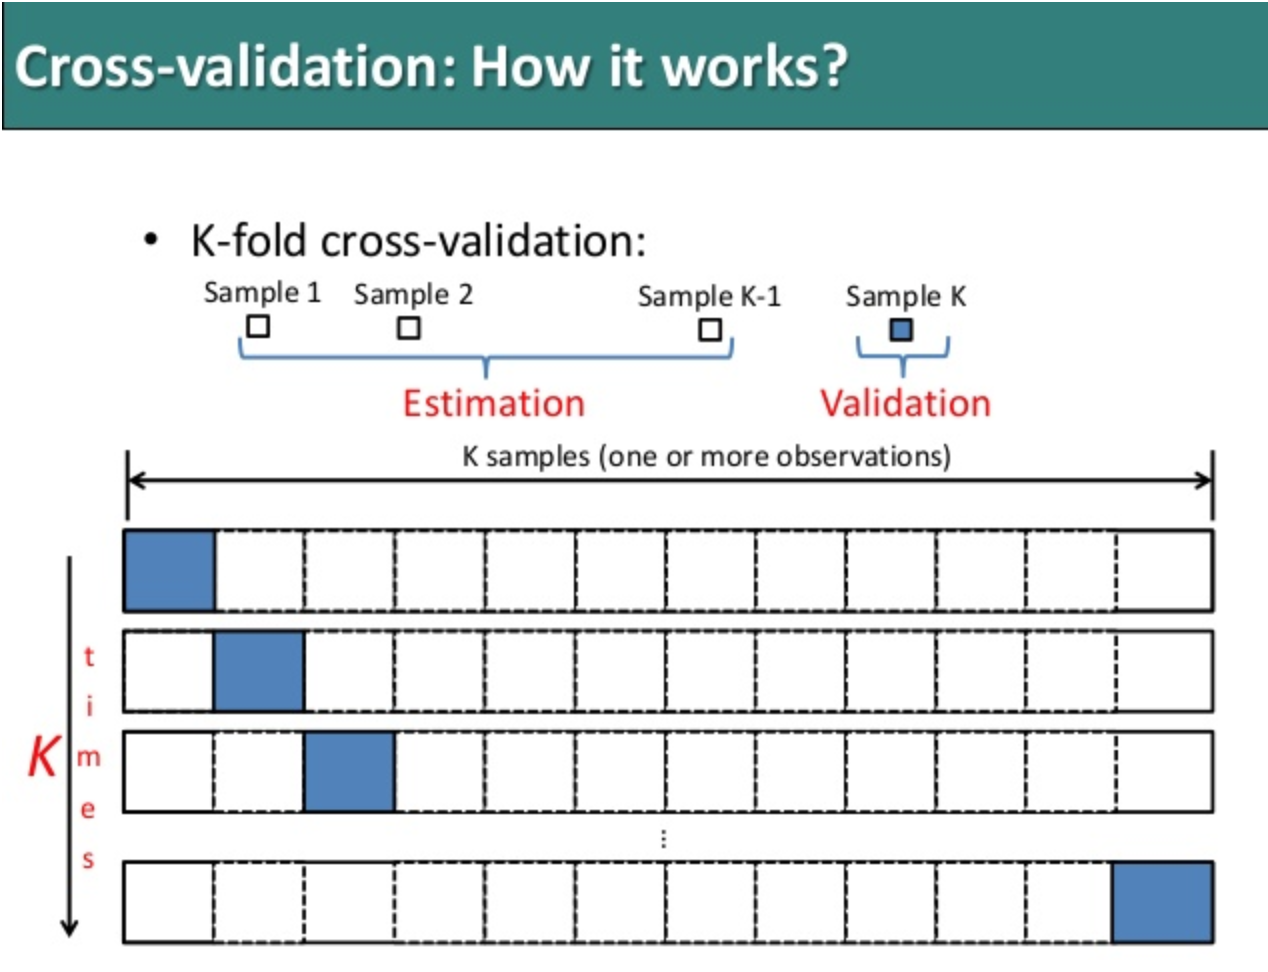 Cross-validation: How it works?
• K-fold cross-validation:
Sample 1 Sample 2 Sample K-1 Sample K
Estimation Validation
K samples (one or more observations)
K times
⋮